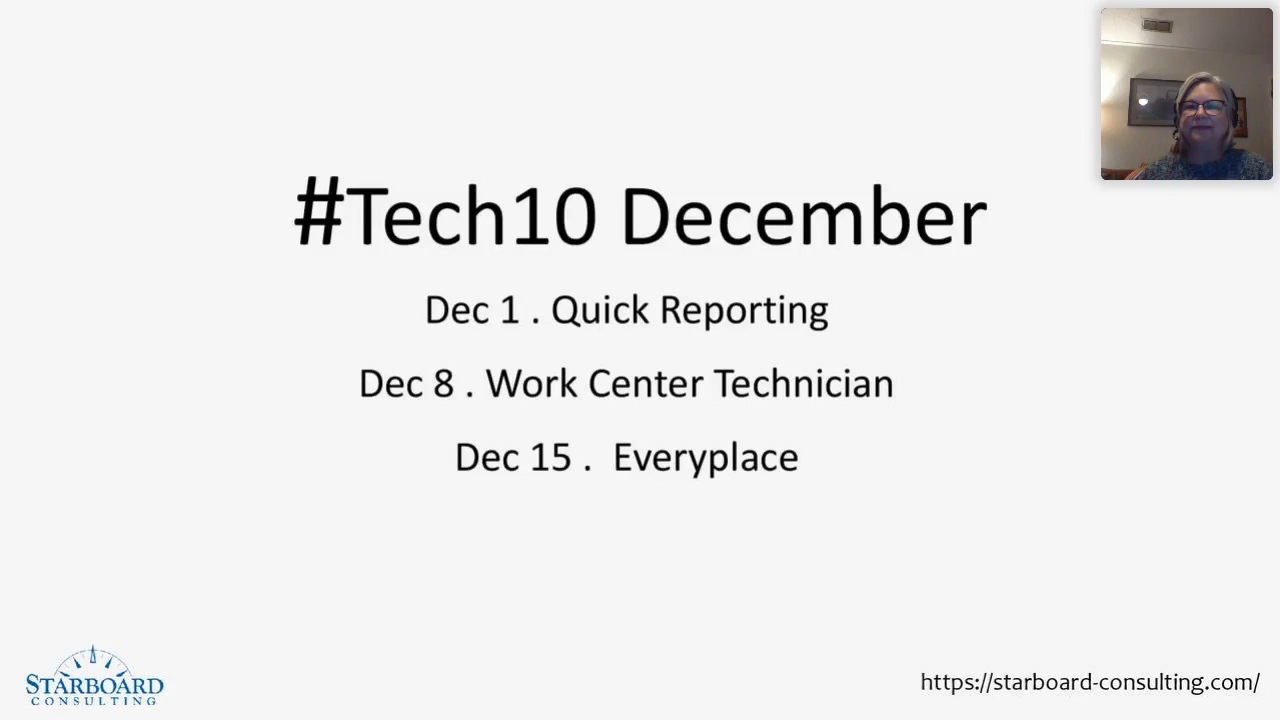 #Tech10 December
Dec 1 . Quick Reporting
Dec 8 . Work Center Technician
Dec 15 .  Everyplace
STARBOARD
CONSULTING
https://starboard-consulting.com/